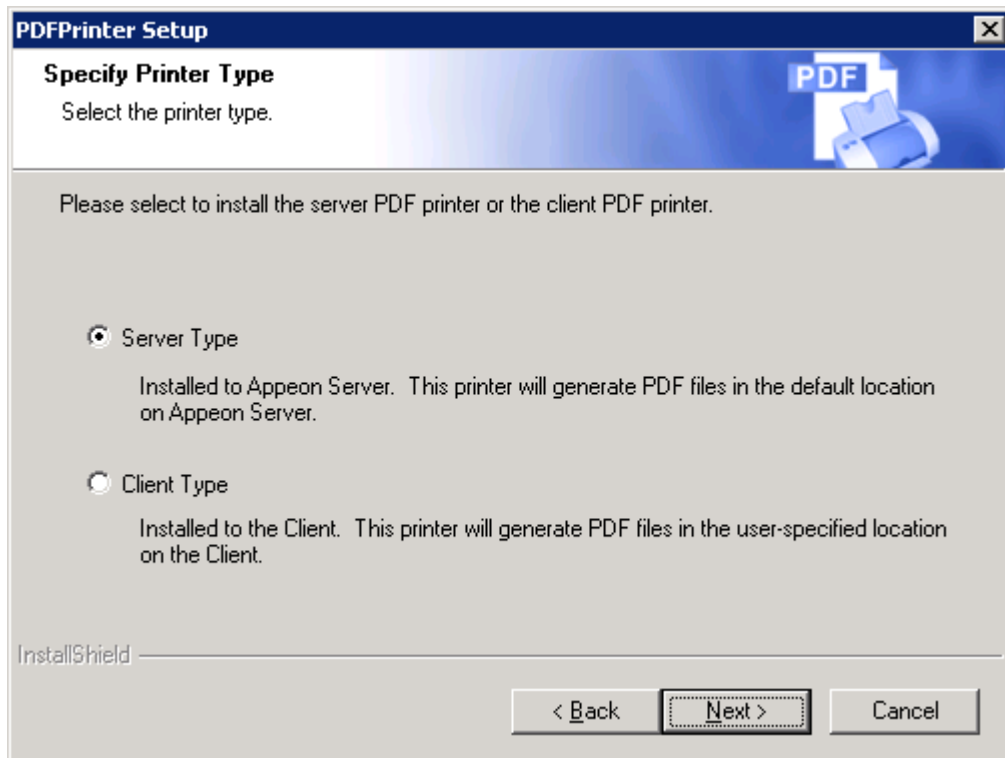 PDFPrinter Setup
Specify Printer Type
Select the printer type.
PDF
Please select to install the server PDF printer or the client PDF printer.
Server Type
Installed to Appeon Server.  This printer will generate PDF files in the default location
on Appeon Server.
Client Type
Installed to the Client.  This printer will generate PDF files in the user-specified location
on the Client.
InstallShield
< Back
Next >
Cancel